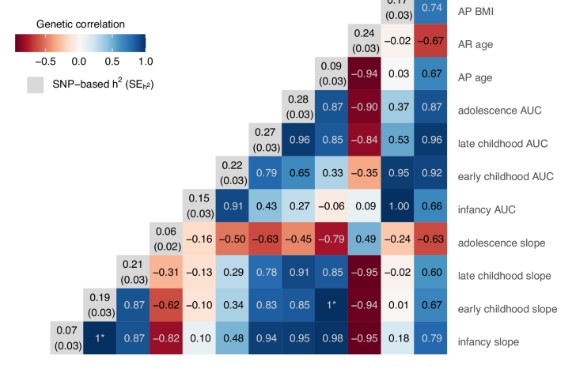 0.17 0.74 AP BMI
(0.03)
Genetic correlation
0.24 −0.02 −0.67 AR age
(0.03)
−0.5 0.0 0.5 1.0
0.09 −0.94 0.03 0.67 AP age
(0.03)
SNP−based h² (SEₕ²)
0.28 0.87 −0.90 0.37 0.87 adolescence AUC
(0.03)
0.27 0.96 0.85 −0.84 0.53 0.96 late childhood AUC
(0.03)
0.22 0.79 0.65 0.33 −0.35 0.95 0.92 early childhood AUC
(0.03)
0.15 0.91 0.43 0.27 −0.06 0.09 1.00 0.66 infancy AUC
(0.03)
0.06 −0.16 −0.50 −0.63 −0.45 −0.79 0.49 −0.24 −0.63 adolescence slope
(0.02)
0.21 −0.31 −0.13 0.29 0.78 0.91 0.85 −0.95 −0.02 0.60 late childhood slope
(0.03)
0.19 0.87 −0.62 −0.10 0.34 0.83 0.85 1* −0.94 0.01 0.67 early childhood slope
(0.03)
0.07 1* 0.87 −0.82 0.10 0.48 0.94 0.95 0.98 −0.95 0.18 0.79 infancy slope
(0.03)